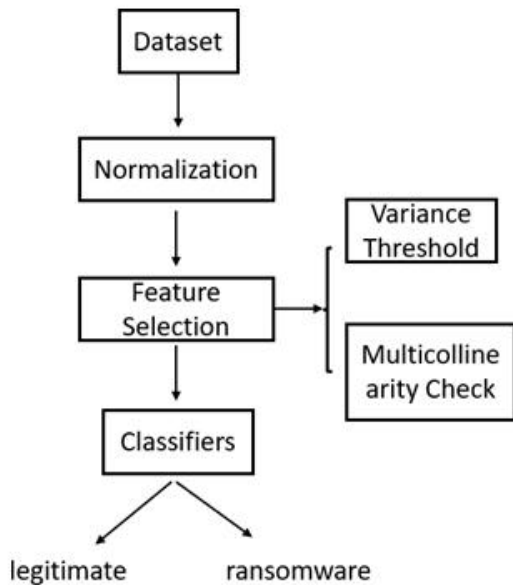 Dataset
Normalization
Variance
Threshold
Feature
Selection
Multicolline
arity Check
Classifiers
legitimate
ransomware